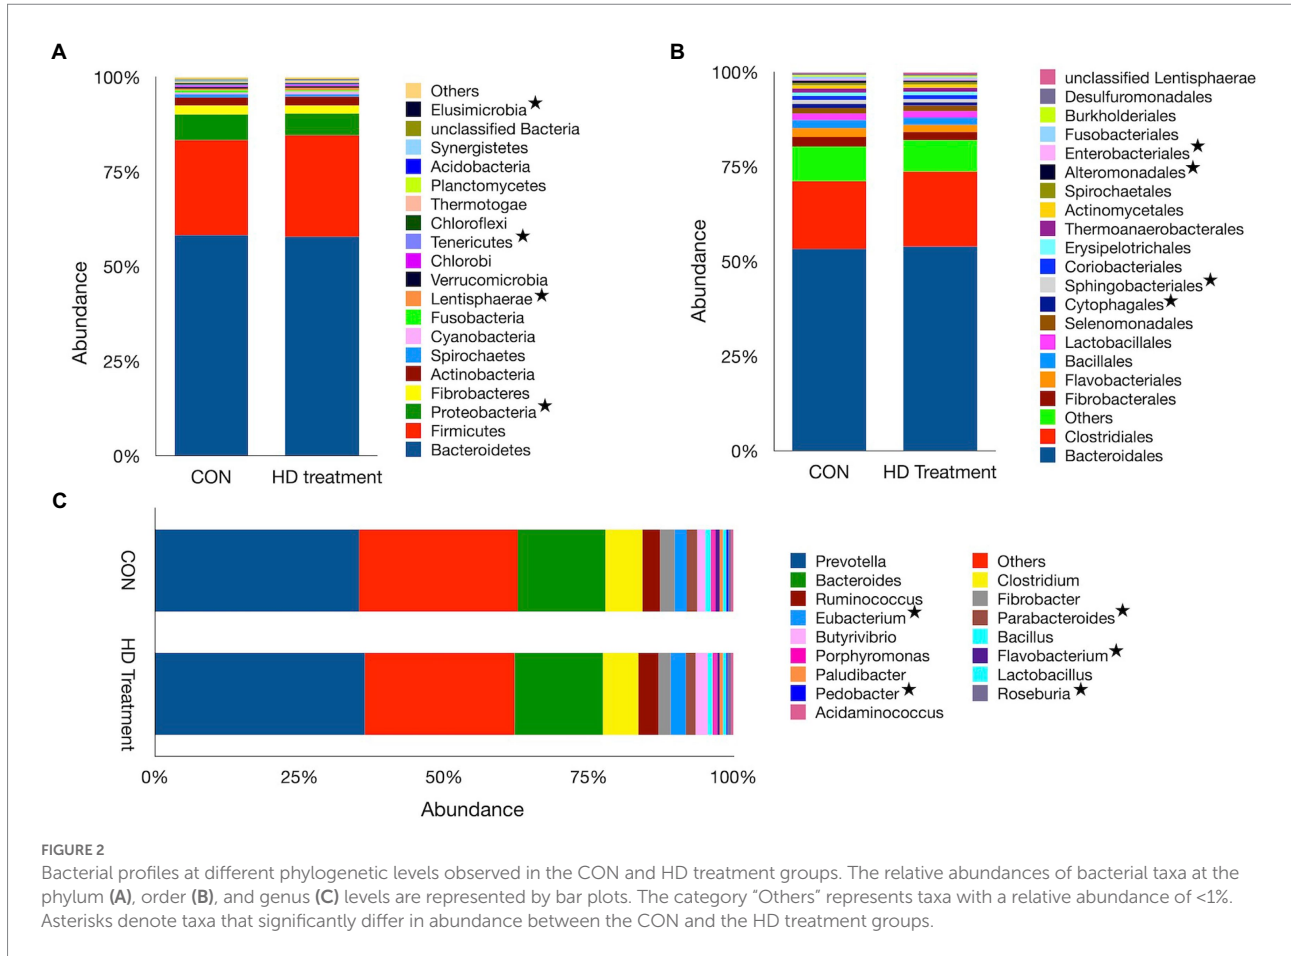 A
100%
75%
50%
25%
0%
Abundance
CON
HD treatment
Others
Elusimicrobia★
unclassified Bacteria
Synergistetes
Acidobacteria
Planctomycetes
Thermotogae
Chloroflexi
Tenericutes★
Chlorobi
Verrucomicrobia
Lentisphaerae★
Fusobacteria
Cyanobacteria
Spirochaetes
Actinobacteria
Fibrobacteres
Proteobacteria★
Firmicutes
Bacteroidetes
B
100%
75%
50%
25%
0%
Abundance
CON
HD Treatment
unclassified Lentisphaerae
Desulfuromonadales
Burkholderiales
Fusobacteriales
Enterobacteriales★
Alteromonadales★
Spirochaetales
Actinomycetales
Thermoanaerobacterales
Erysipelotrichales
Coriobacteriales
Sphingobacteriales★
Cytophagales★
Selenomonadales
Lactobacillales
Bacillales
Flavobacteriales
Fibrobacterales
Others
Clostridiales
Bacteroidales
C
CON
HD Treatment
0% 25% 50% 75% 100%
Abundance
Prevotella
Bacteroides
Ruminococcus
Eubacterium★
Butyrivibrio
Porphyromonas
Paludibacter
Pedobacter★
Acidaminococcus
Others
Clostridium
Fibrobacter
Parabacteroides★
Bacillus
Flavobacterium★
Lactobacillus
Roseburia★
FIGURE 2
Bacterial profiles at different phylogenetic levels observed in the CON and HD treatment groups. The relative abundances of bacterial taxa at the
phylum (A), order (B), and genus (C) levels are represented by bar plots. The category “Others” represents taxa with a relative abundance of <1%.
Asterisks denote taxa that significantly differ in abundance between the CON and the HD treatment groups.